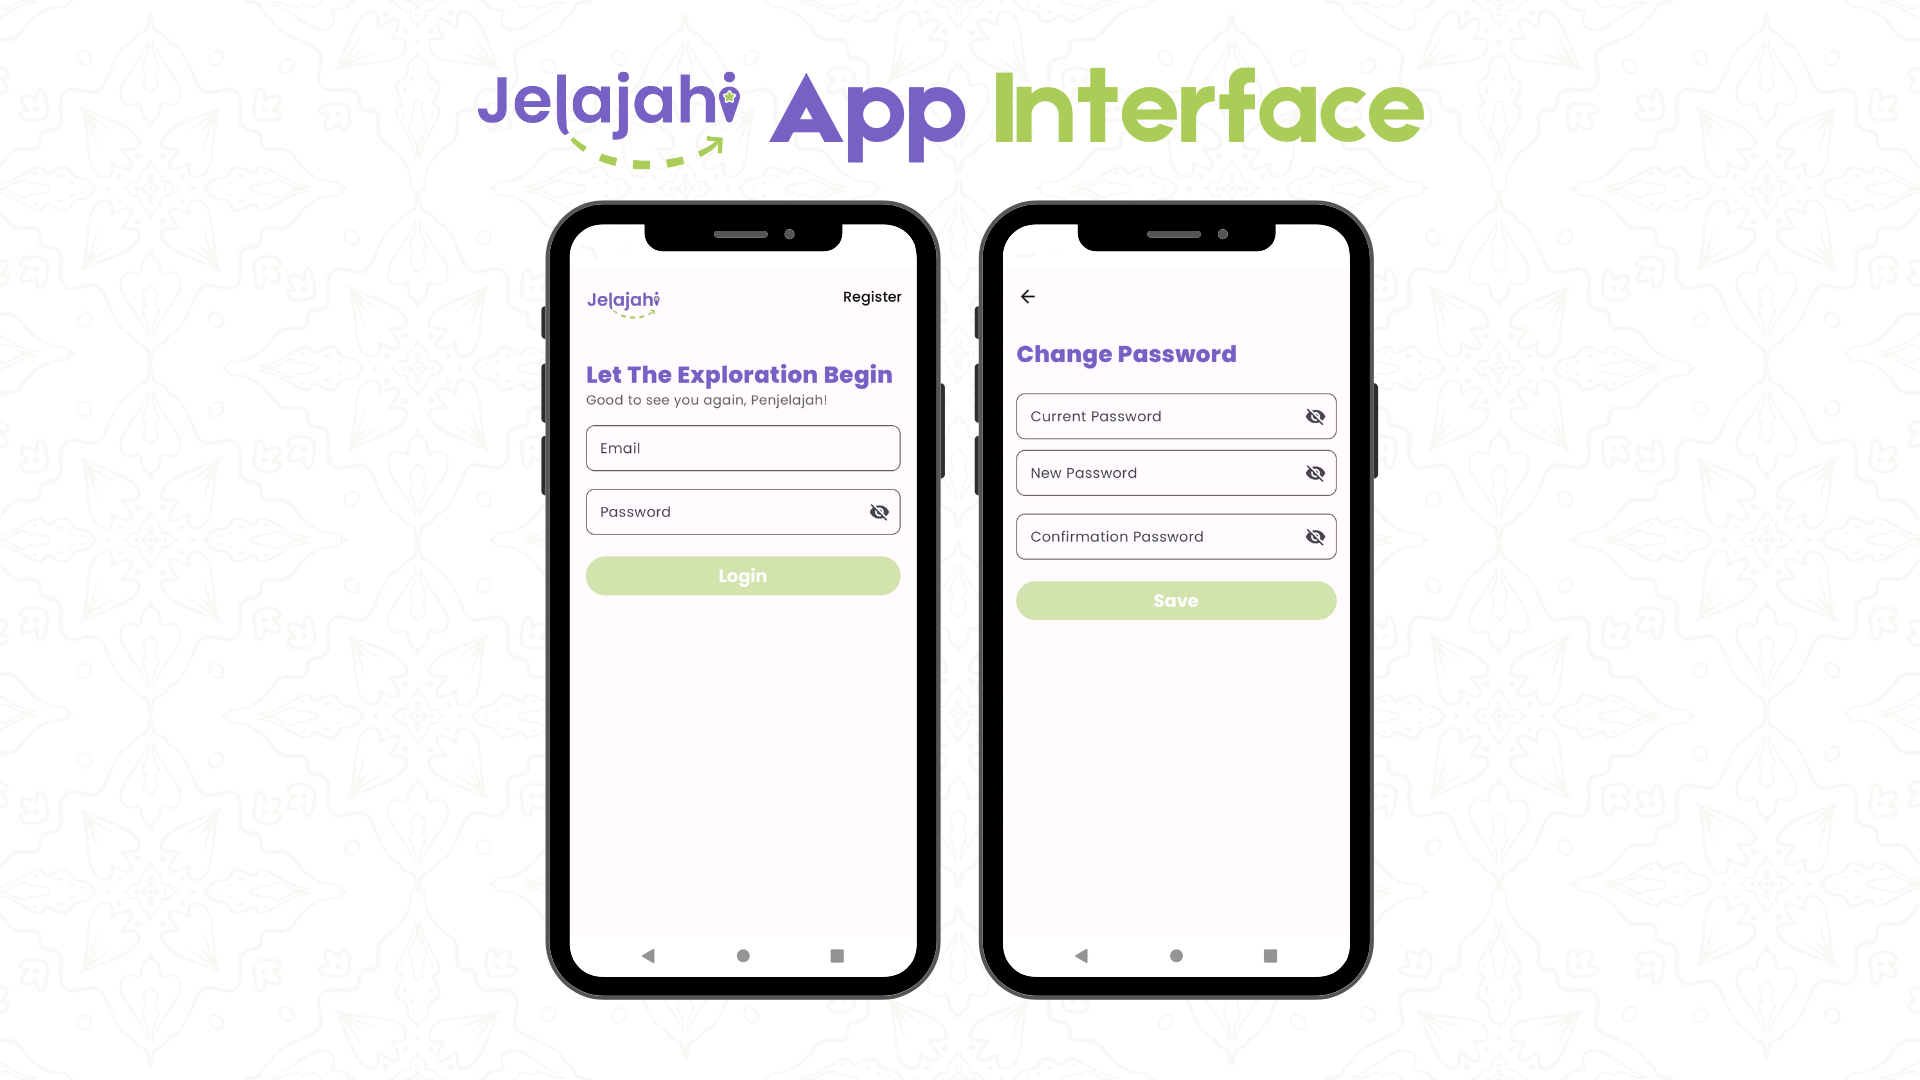 Jelajahi App Interface
Jelajahi
Register
Let The Exploration Begin
Good to see you again, Penjelajah!
Email
Password
Login
Change Password
Current Password
New Password
Confirmation Password
Save